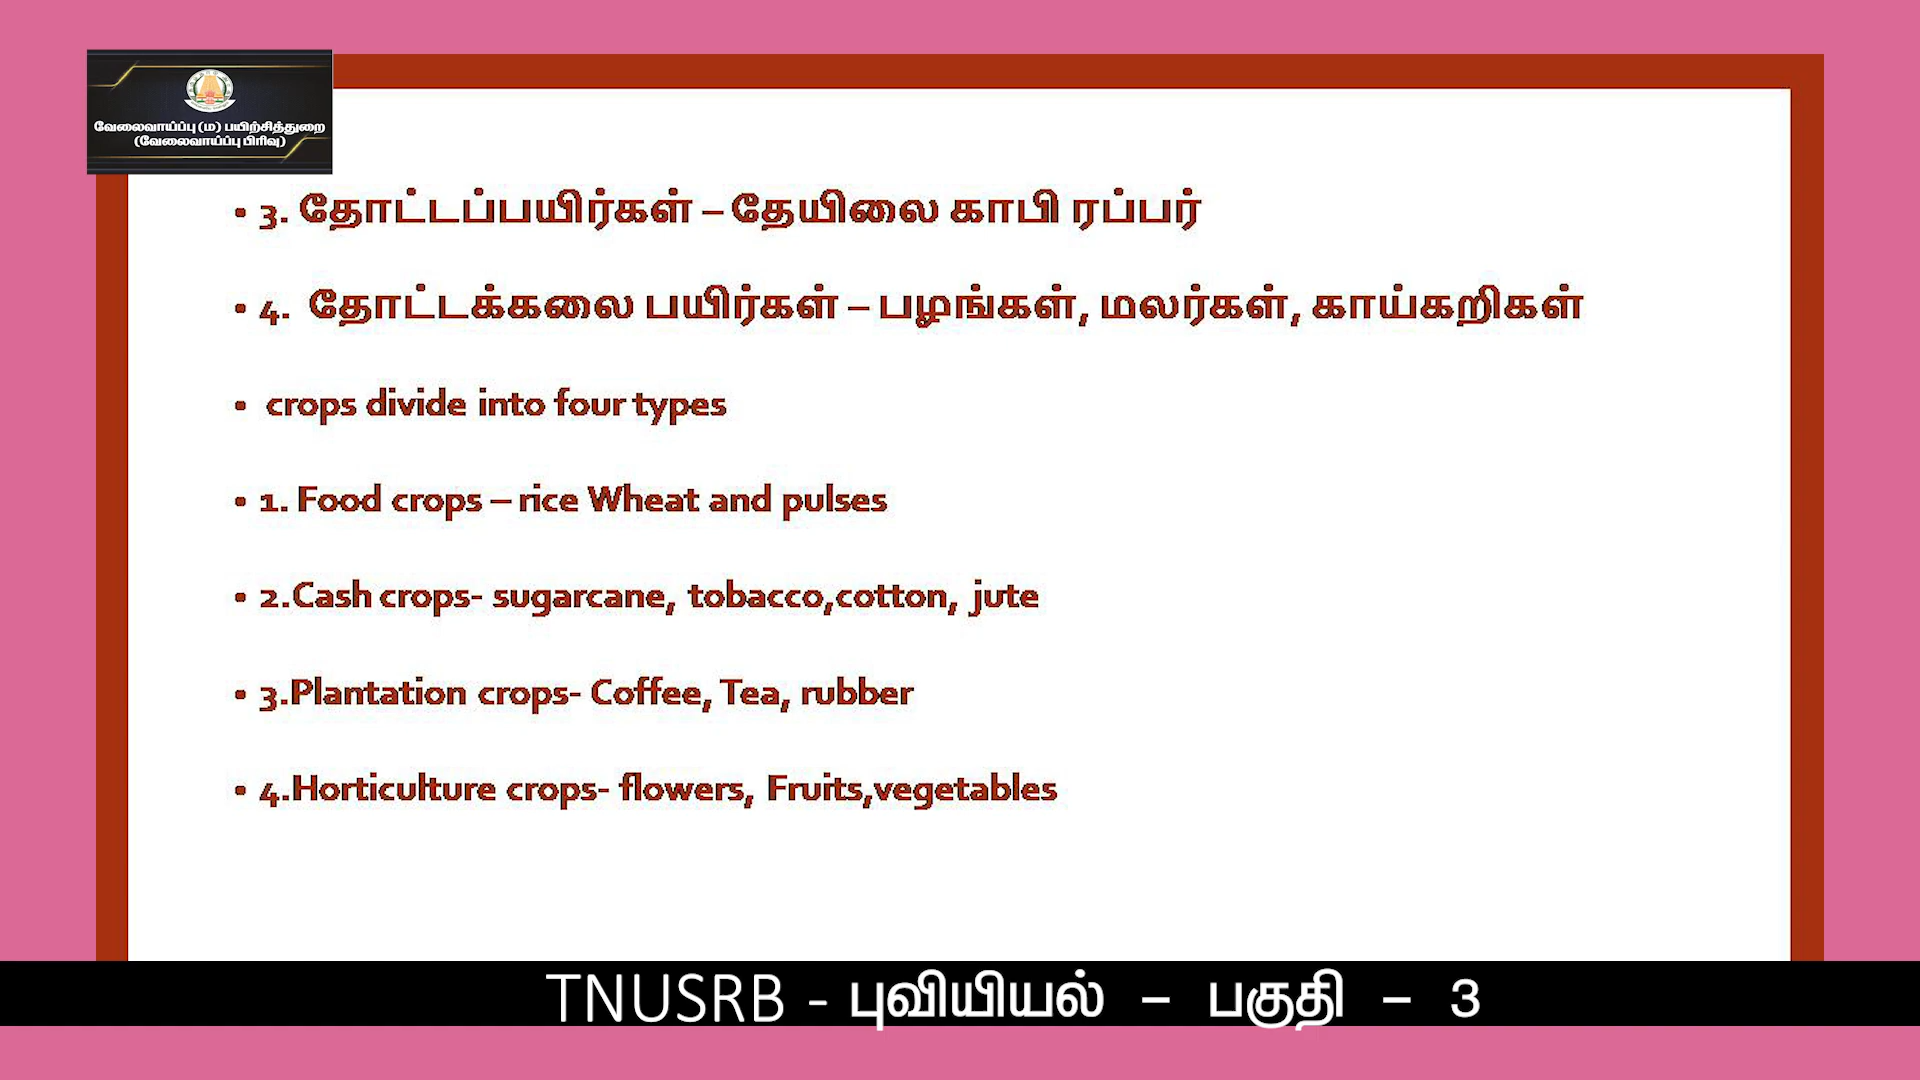 வேலைவாய்ப்பு (ம) பயிற்சித்துறை
(வேலைவாய்ப்பு பிரிவு)
• 3. தோட்டப்பயிர்கள் – தேயிலை காபி ரப்பர்
• 4. தோட்டக்கலை பயிர்கள் – பழங்கள், மலர்கள், காய்கறிகள்
• crops divide into four types
• 1. Food crops – rice Wheat and pulses
• 2.Cash crops- sugarcane, tobacco,cotton, jute
• 3.Plantation crops- Coffee, Tea, rubber
• 4.Horticulture crops- flowers, Fruits,vegetables
TNUSRB - புவியியல் – பகுதி – 3